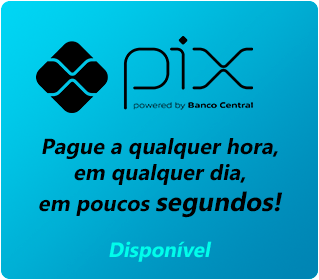 pix
powered by Banco Central
Pague a qualquer hora,
em qualquer dia,
em poucos segundos!
Disponível